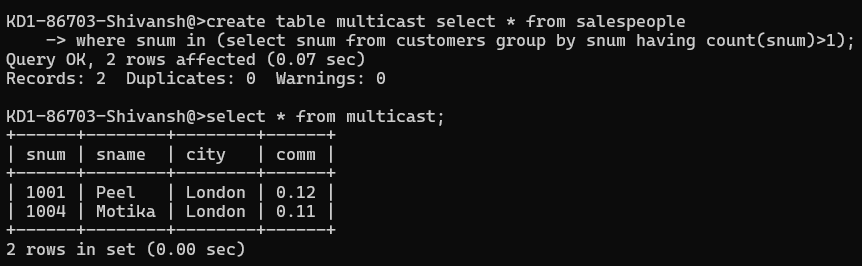 KD1-86703-Shivansh@>create table multicast select * from salespeople
    -> where snum in (select snum from customers group by snum having count(snum)>1);
Query OK, 2 rows affected (0.07 sec)
Records: 2  Duplicates: 0  Warnings: 0

KD1-86703-Shivansh@>select * from multicast;
+------+--------+--------+------+
| snum | sname  | city   | comm |
+------+--------+--------+------+
| 1001 | Peel   | London | 0.12 |
| 1004 | Motika | London | 0.11 |
+------+--------+--------+------+
2 rows in set (0.00 sec)